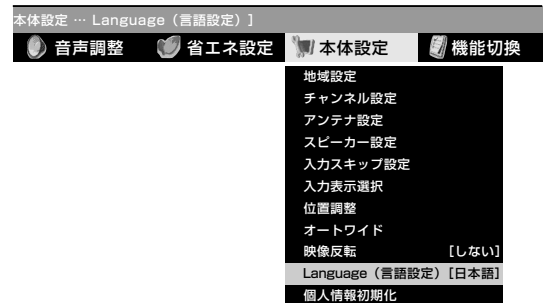 本体設定 … Language（言語設定）]
音声調整 省エネ設定 本体設定 機能切換
地域設定
チャンネル設定
アンテナ設定
スピーカー設定
入力スキップ設定
入力表示選択
位置調整
オートワイド
映像反転 [しない]
Language（言語設定）[日本語]
個人情報初期化